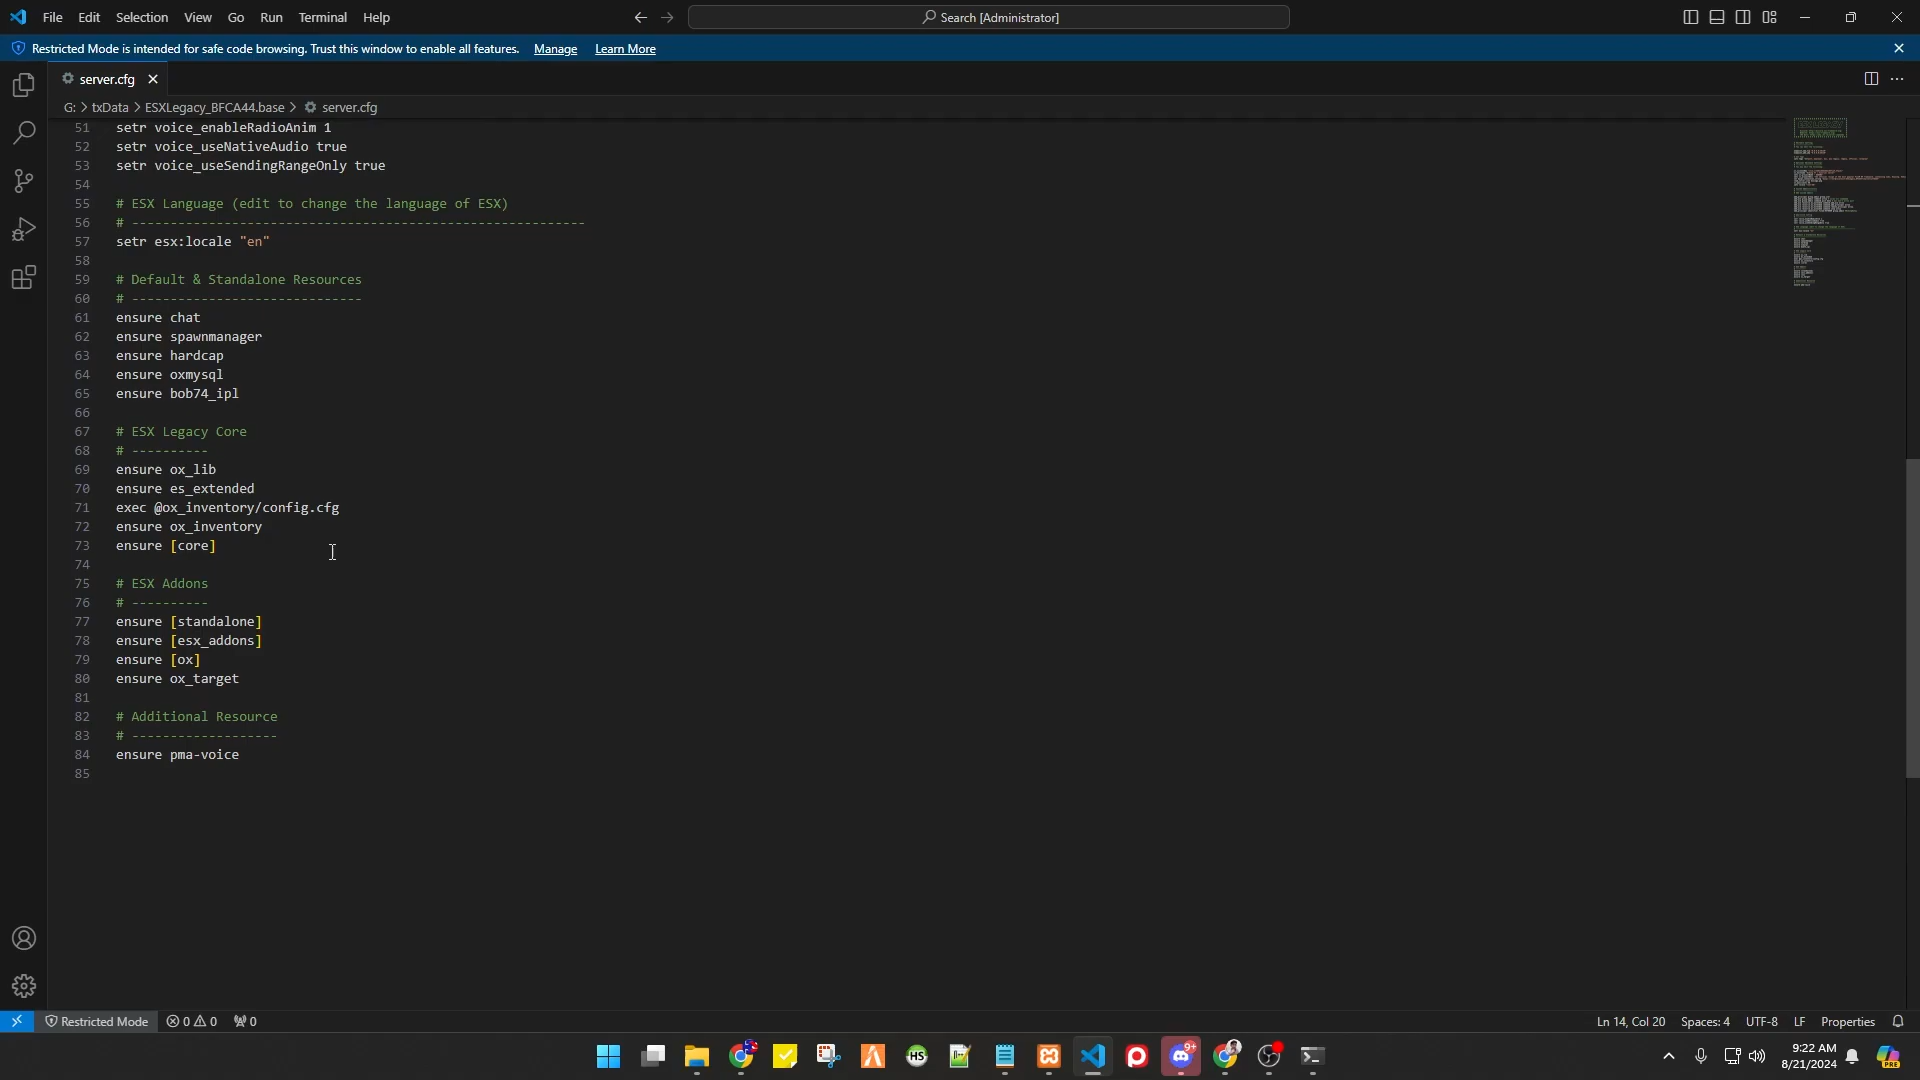 File Edit Selection View Go Run Terminal Help
Search [Administrator]
Restricted Mode is intended for safe code browsing. Trust this window to enable all features. Manage Learn More
server.cfg
G: > txData > ESXLegacy_BFCA44.base > server.cfg
51 setr voice_enableRadioAnim 1
52 setr voice_useNativeAudio true
53 setr voice_useSendingRangeOnly true
54
55 # ESX Language (edit to change the language of ESX)
56 # -----------------------------------------------------------
57 setr esx:locale "en"
58
59 # Default & Standalone Resources
60 # ------------------------------
61 ensure chat
62 ensure spawnmanager
63 ensure hardcap
64 ensure oxmysql
65 ensure bob74_ipl
66
67 # ESX Legacy Core
68 # ----------
69 ensure ox_lib
70 ensure es_extended
71 exec @ox_inventory/config.cfg
72 ensure ox_inventory
73 ensure [core]
74
75 # ESX Addons
76 # ----------
77 ensure [standalone]
78 ensure [esx_addons]
79 ensure [ox]
80 ensure ox_target
81
82 # Additional Resource
83 # -------------------
84 ensure pma-voice
85
Restricted Mode 0 0 0
Ln 14, Col 20 Spaces: 4 UTF-8 LF Properties
HS
9+
9:22 AM
8/21/2024
PRE